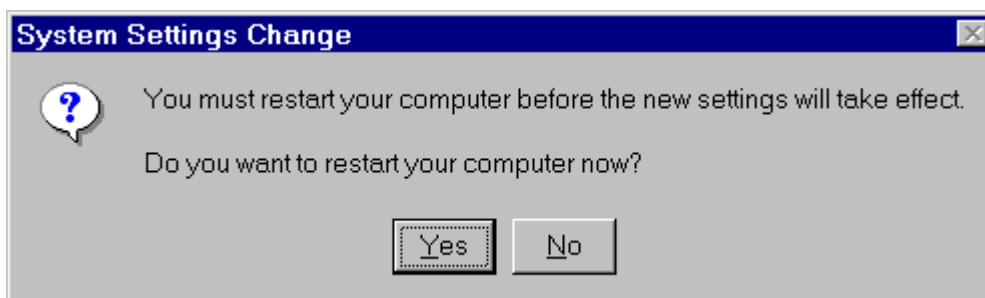 System Settings Change
You must restart your computer before the new settings will take effect.
Do you want to restart your computer now?
Yes No